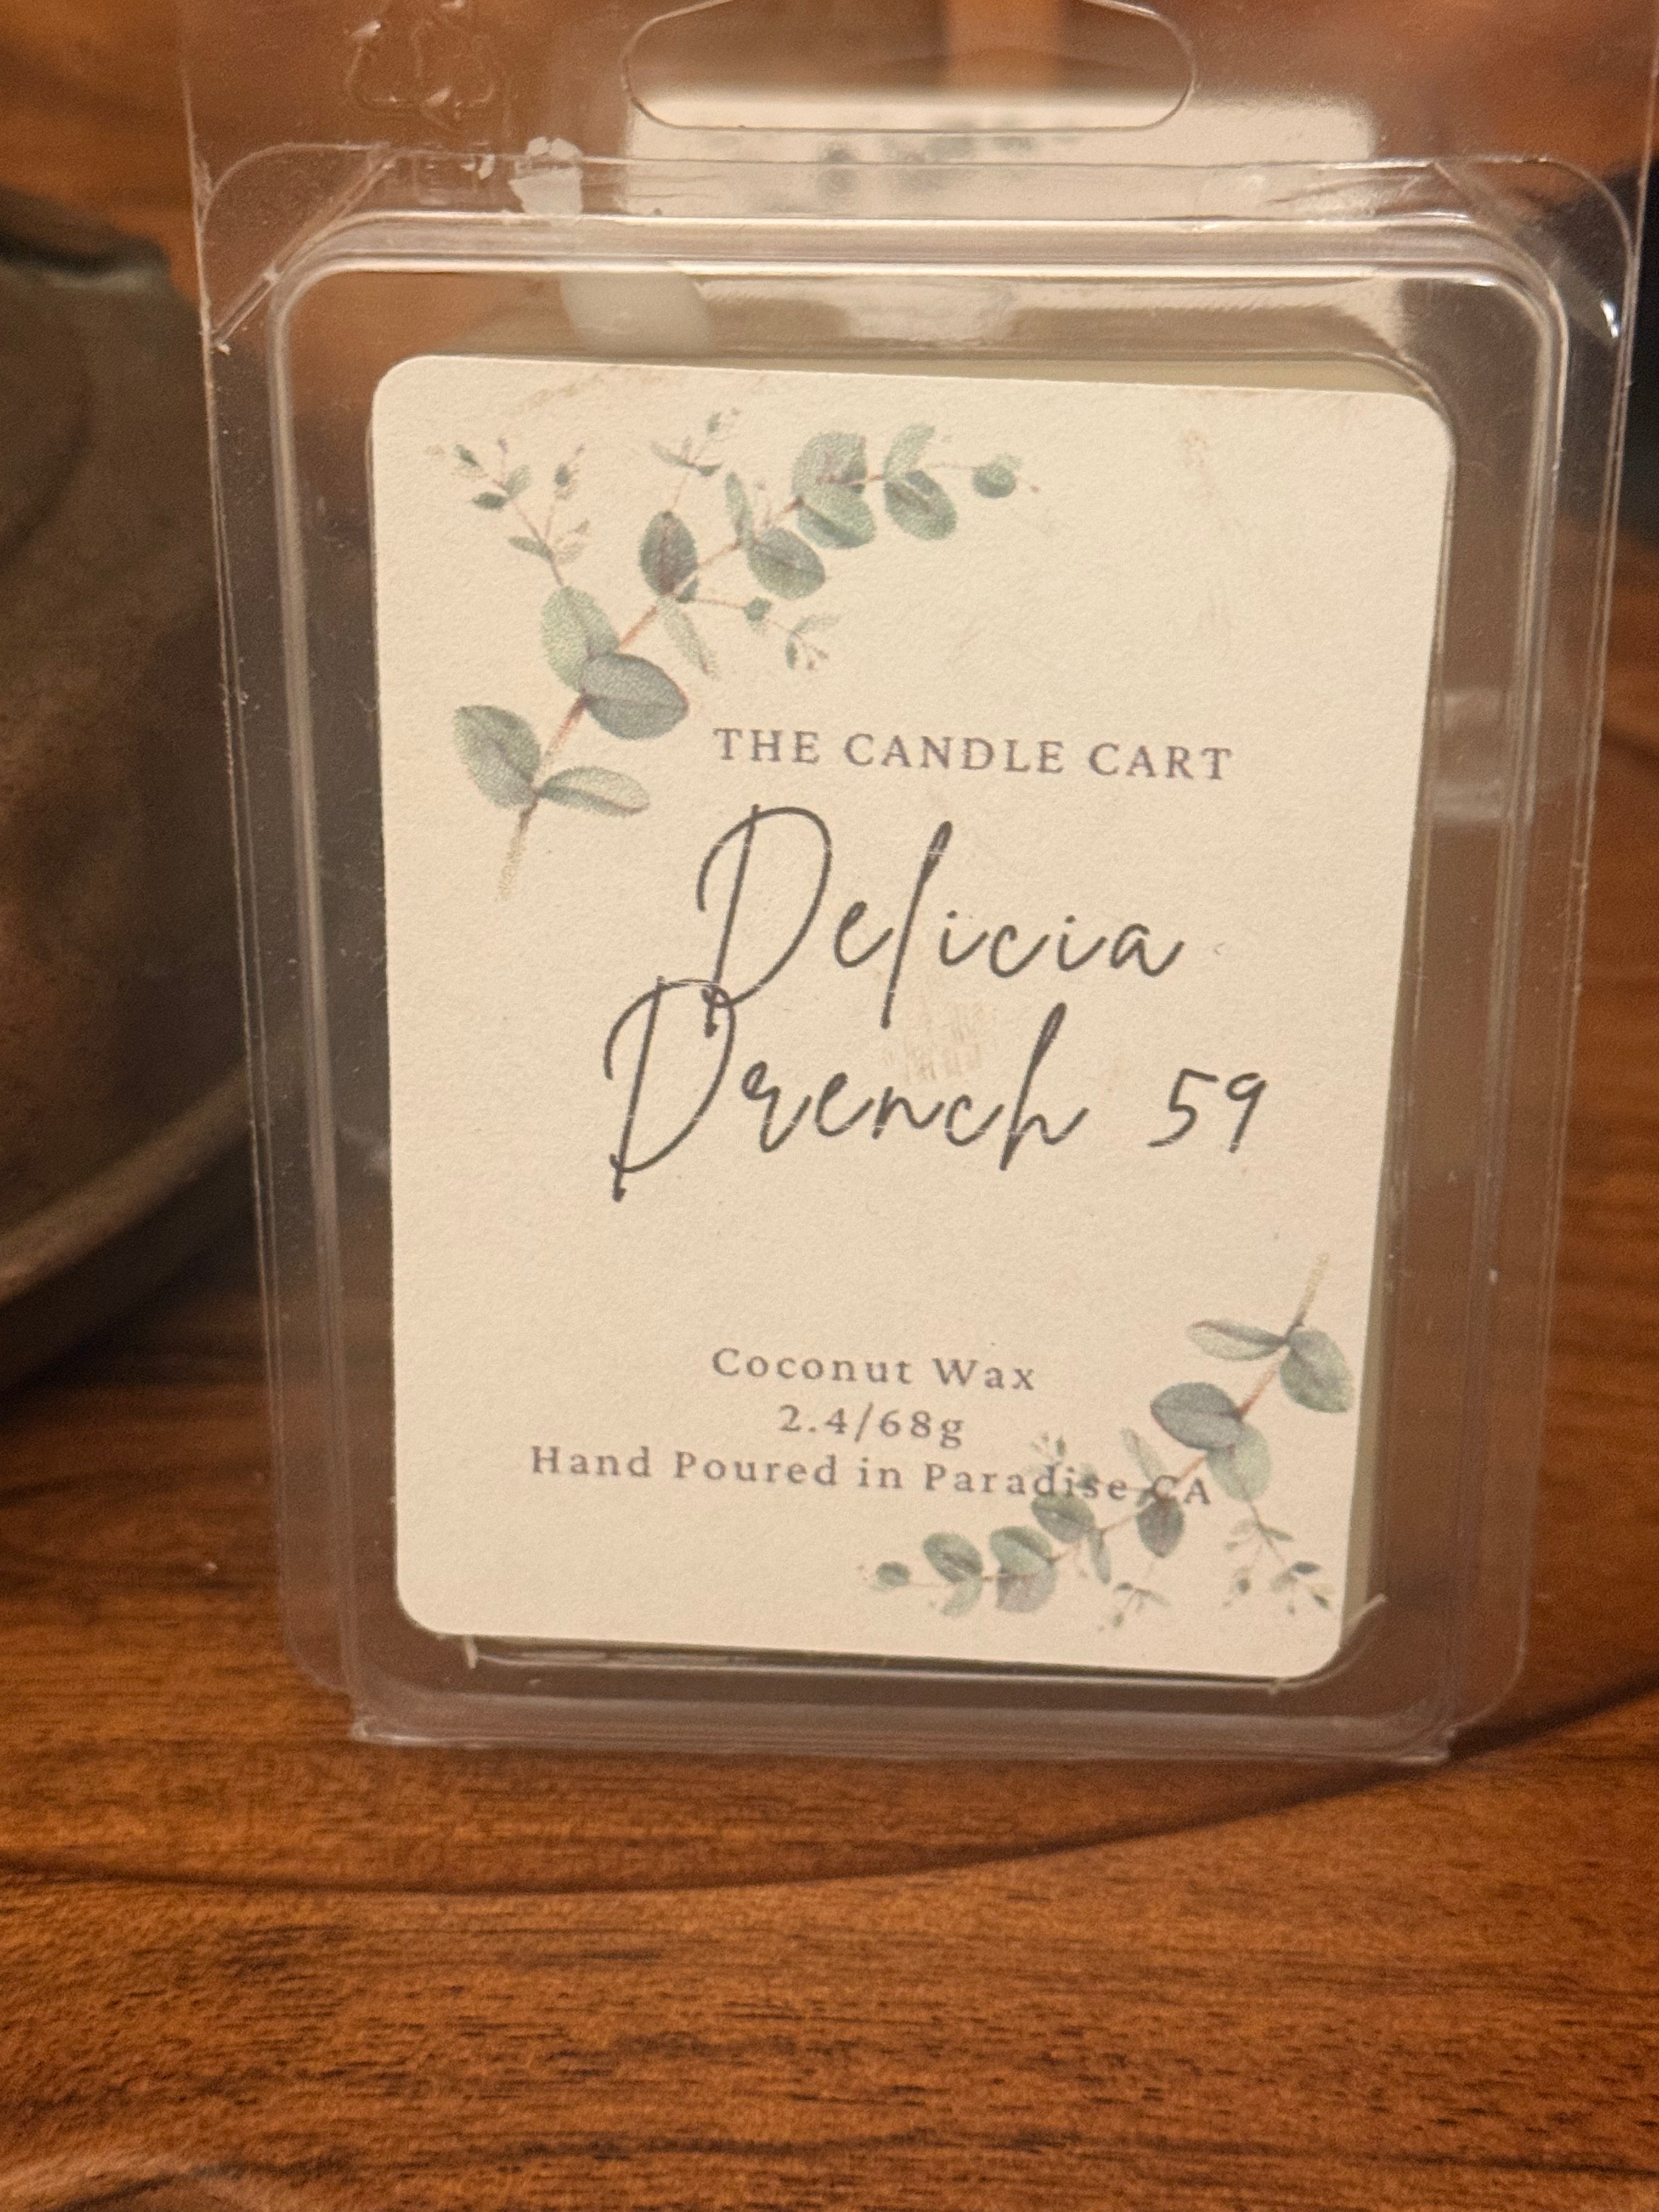 THE CANDLE CART
Delicia
Drench 59
Coconut Wax
2.4/68g
Hand Poured in Paradise CA